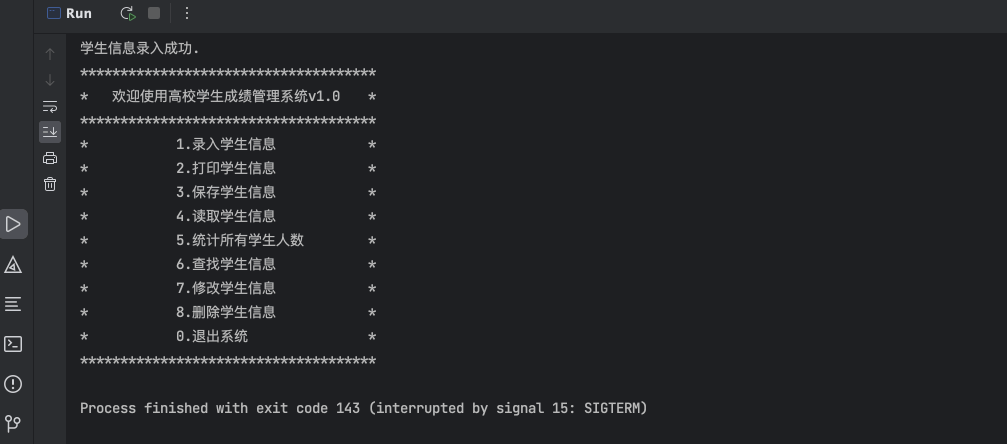 Run
学生信息录入成功.
*************************************
*   欢迎使用高校学生成绩管理系统v1.0   *
*************************************
*           1.录入学生信息           *
*           2.打印学生信息           *
*           3.保存学生信息           *
*           4.读取学生信息           *
*           5.统计所有学生人数        *
*           6.查找学生信息           *
*           7.修改学生信息           *
*           8.删除学生信息           *
*           0.退出系统              *
*************************************
Process finished with exit code 143 (interrupted by signal 15: SIGTERM)